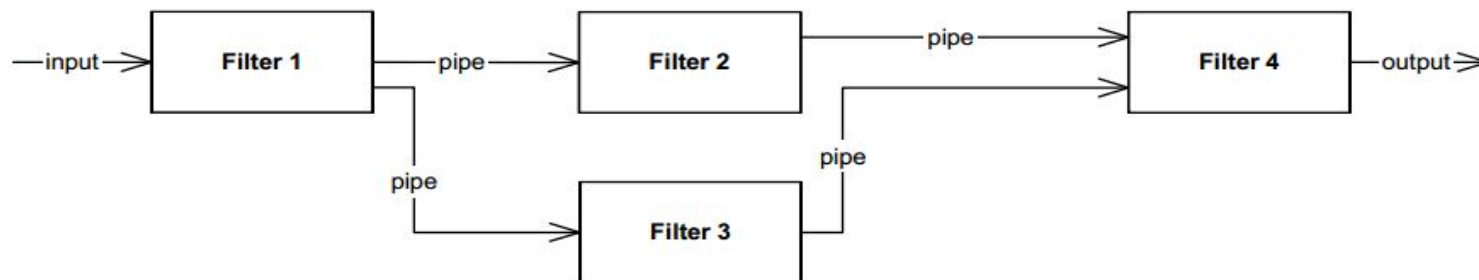 input
Filter 1
pipe
Filter 2
pipe
Filter 4
output
pipe
pipe
Filter 3